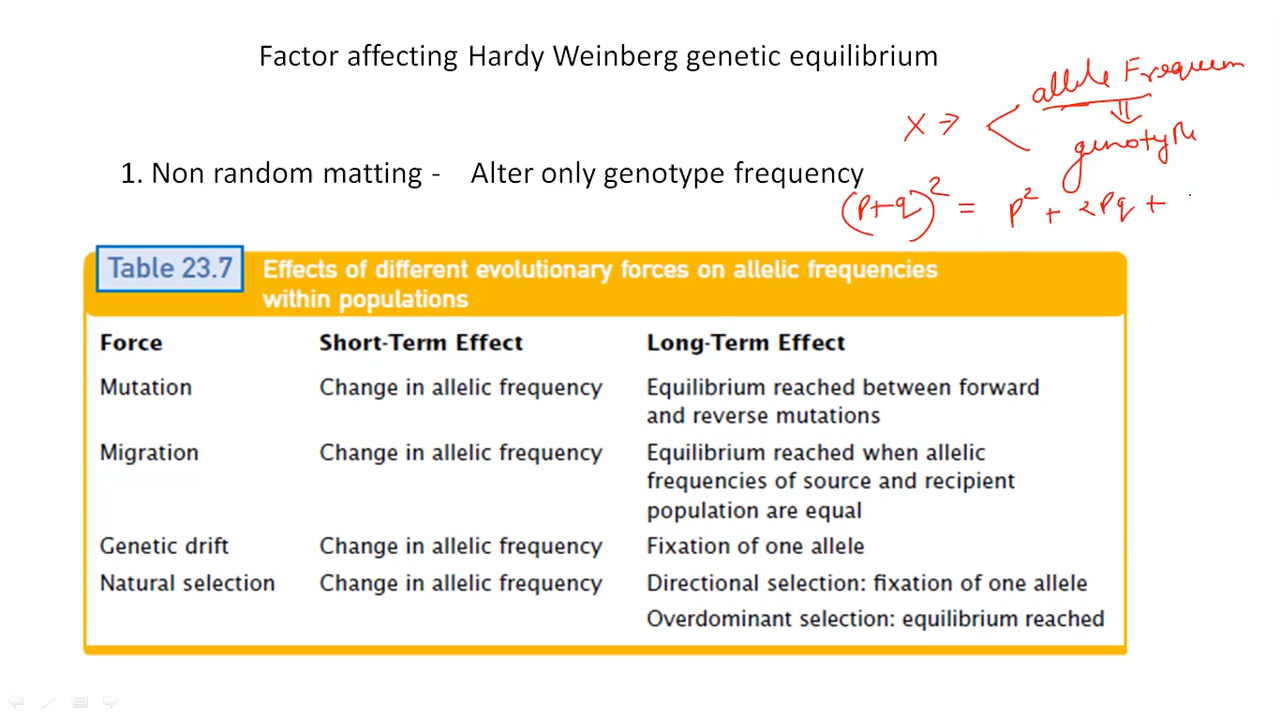 Factor affecting Hardy Weinberg genetic equilibrium
allele Frequen
X ⇒ <
⇓
genotype
1. Non random matting - Alter only genotype frequency
(p+q)² = p² + 2pq +
Table 23.7 Effects of different evolutionary forces on allelic frequencies
within populations
Force Short-Term Effect Long-Term Effect
Mutation Change in allelic frequency Equilibrium reached between forward
and reverse mutations
Migration Change in allelic frequency Equilibrium reached when allelic
frequencies of source and recipient
population are equal
Genetic drift Change in allelic frequency Fixation of one allele
Natural selection Change in allelic frequency Directional selection: fixation of one allele
Overdominant selection: equilibrium reached